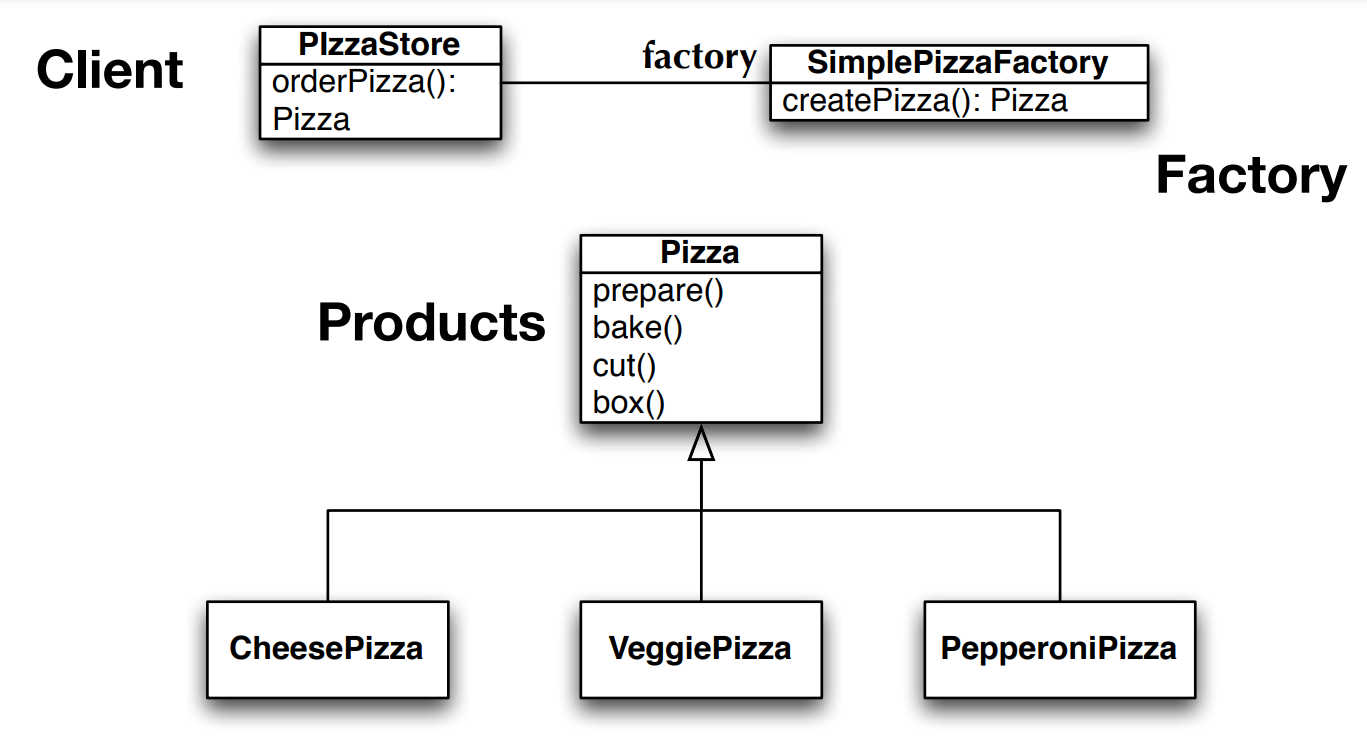 Client
PIzzaStore
orderPizza():
Pizza
factory
SimplePizzaFactory
createPizza(): Pizza
Factory
Products
Pizza
prepare()
bake()
cut()
box()
CheesePizza
VeggiePizza
PepperoniPizza